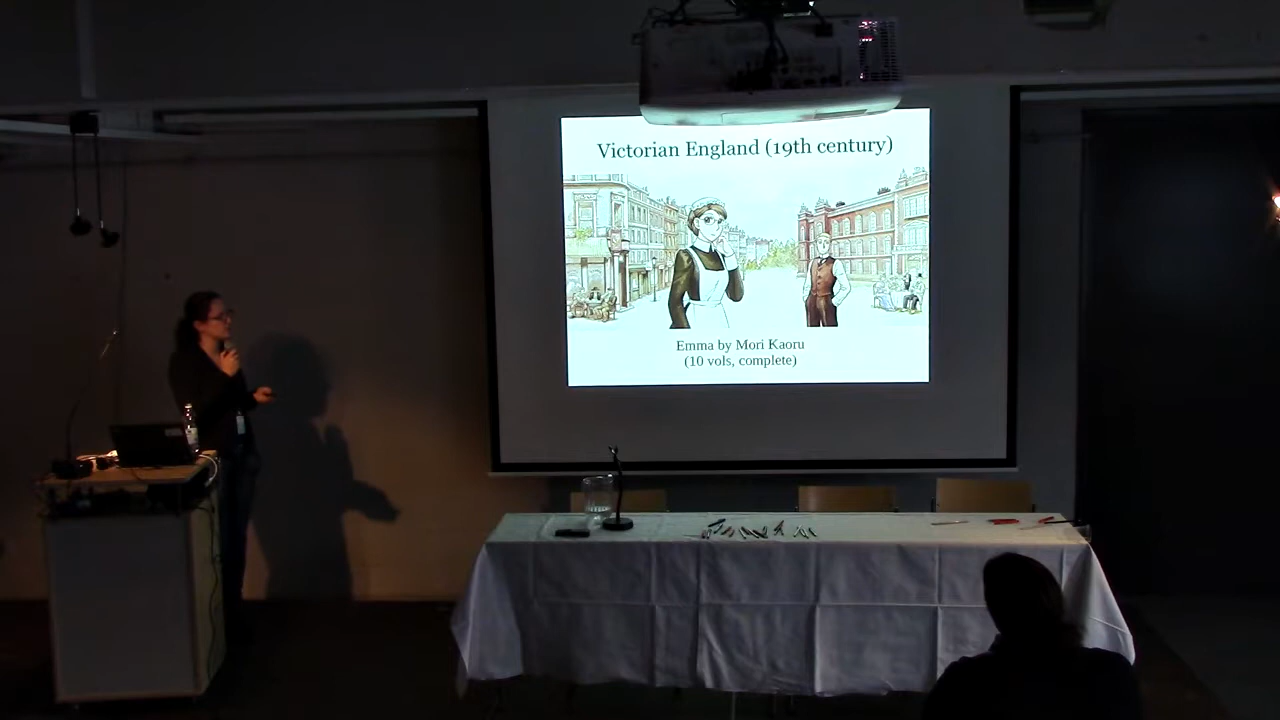 Victorian England (19th century)
Emma by Mori Kaoru
(10 vols, complete)